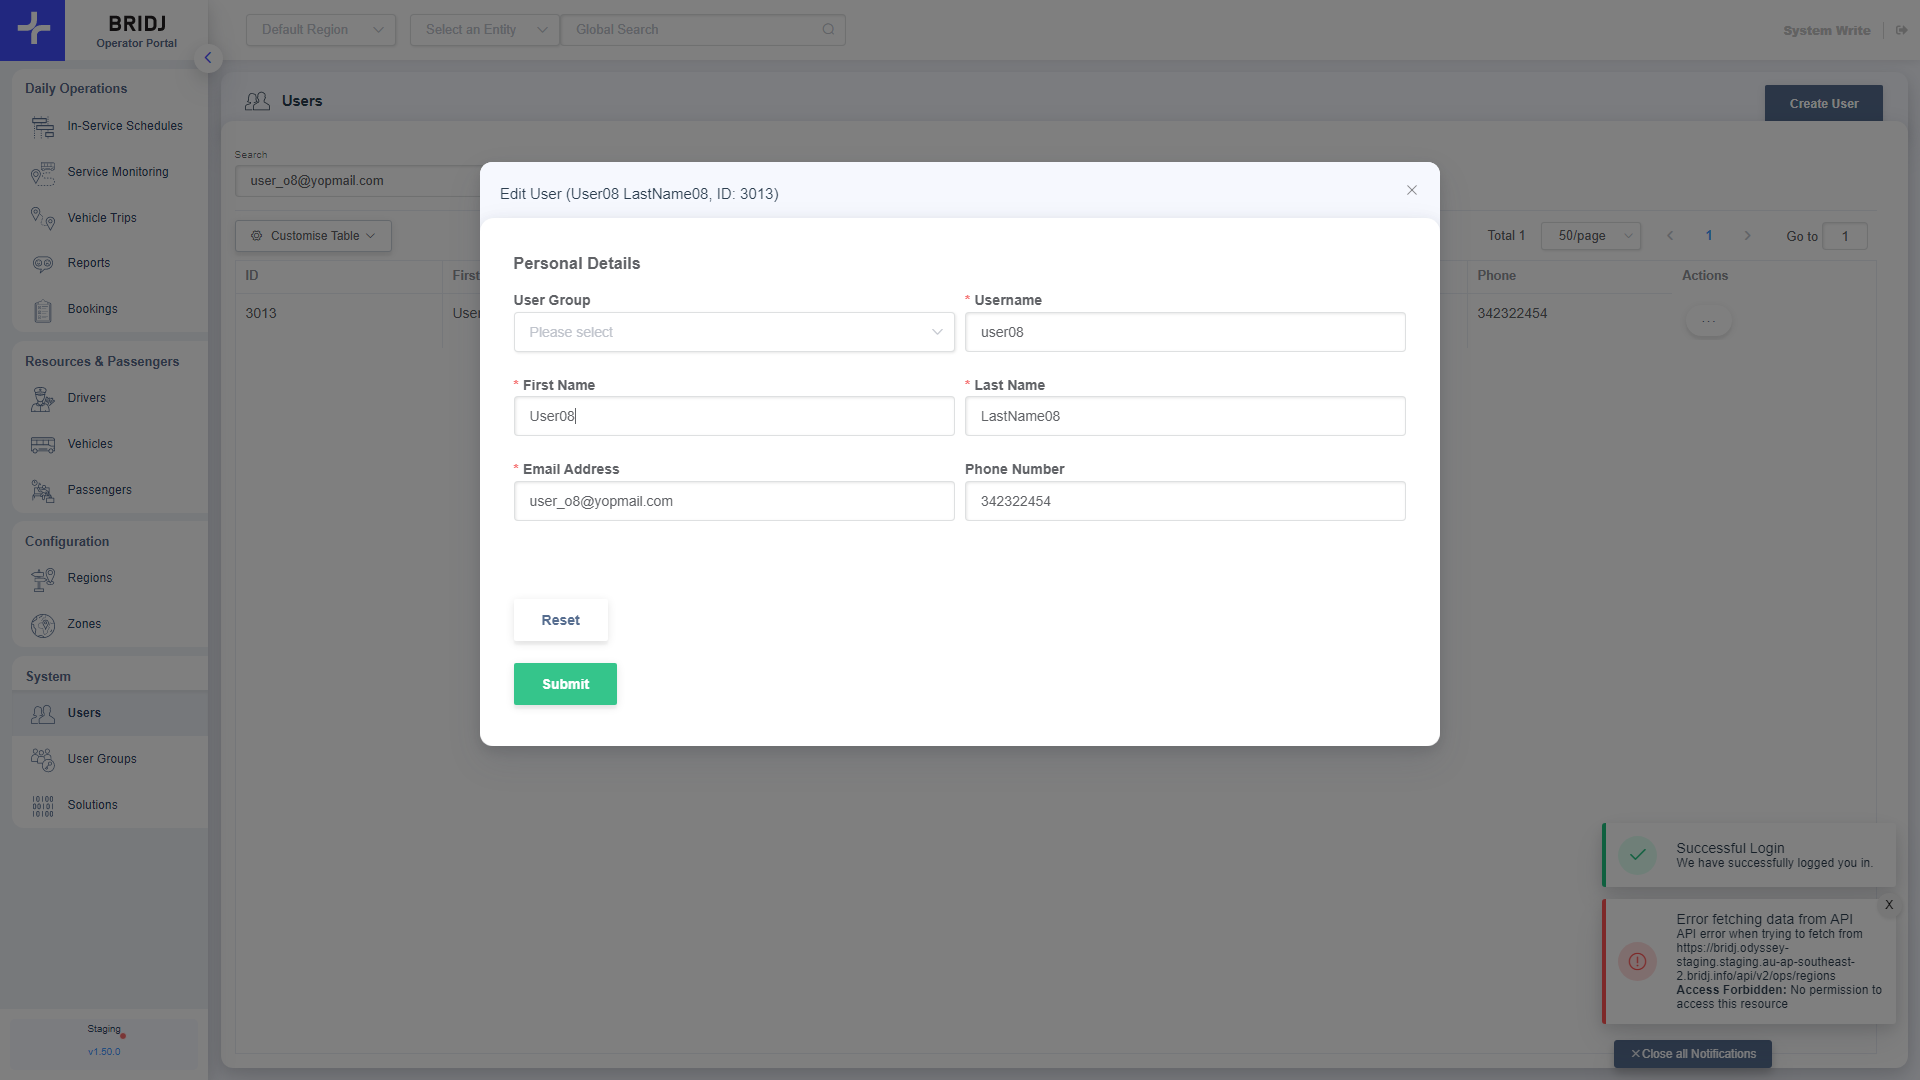 BRIDJ
Operator Portal
Default Region
Select an Entity
Global Search
System Write
Daily Operations
In-Service Schedules
Service Monitoring
Vehicle Trips
Reports
Bookings
Resources & Passengers
Drivers
Vehicles
Passengers
Configuration
Regions
Zones
System
Users
User Groups
Solutions
Staging
v1.50.0
Users
Create User
Search
user_o8@yopmail.com
Customise Table
Total 1
50/page
1
Go to
1
ID
First
Phone
Actions
3013
User
342322454
...
Edit User (User08 LastName08, ID: 3013)
Personal Details
User Group
* Username
Please select
user08
* First Name
* Last Name
User08
LastName08
* Email Address
Phone Number
user_o8@yopmail.com
342322454
Reset
Submit
Successful Login
We have successfully logged you in.
X
Error fetching data from API
API error when trying to fetch from
https://bridj.odyssey-
staging.staging.au-ap-southeast-
2.bridj.info/api/v2/ops/regions
Access Forbidden: No permission to
access this resource
Close all Notifications